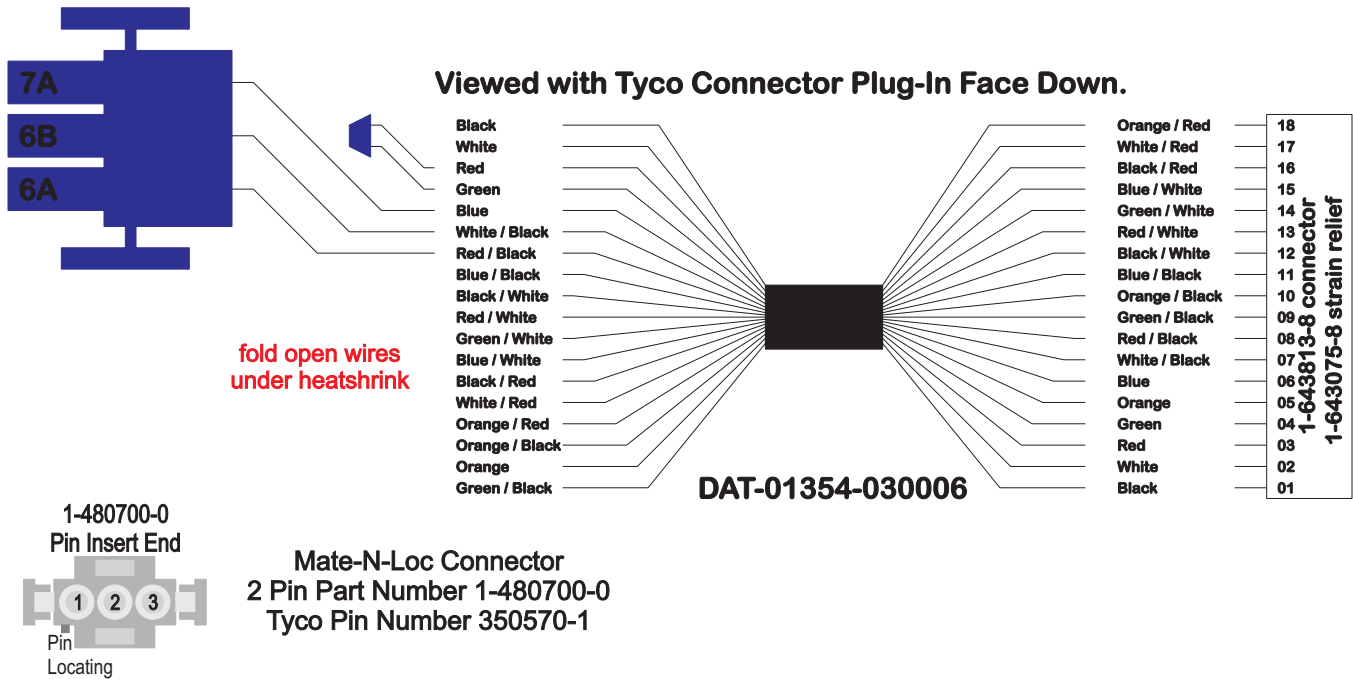 Viewed with Tyco Connector Plug-In Face Down.
7A
6B
6A
Black
White
Red
Green
Blue
White / Black
Red / Black
Blue / Black
Black / White
Red / White
Green / White
Blue / White
Black / Red
White / Red
Orange / Red
Orange / Black
Orange
Green / Black
fold open wires
under heatshrink
Orange / Red 18
White / Red 17
Black / Red 16
Blue / White 15
Green / White 14
Red / White 13
Black / White 12
Blue / Black 11
Orange / Black 10
Green / Black 09
Red / Black 08
White / Black 07
Blue 06
Orange 05
Green 04
Red 03
White 02
Black 01
1-643813-8 connector
1-643075-8 strain relief
DAT-01354-030006
1-480700-0
Pin Insert End
1 2 3
Pin
Locating
Mate-N-Loc Connector
2 Pin Part Number 1-480700-0
Tyco Pin Number 350570-1